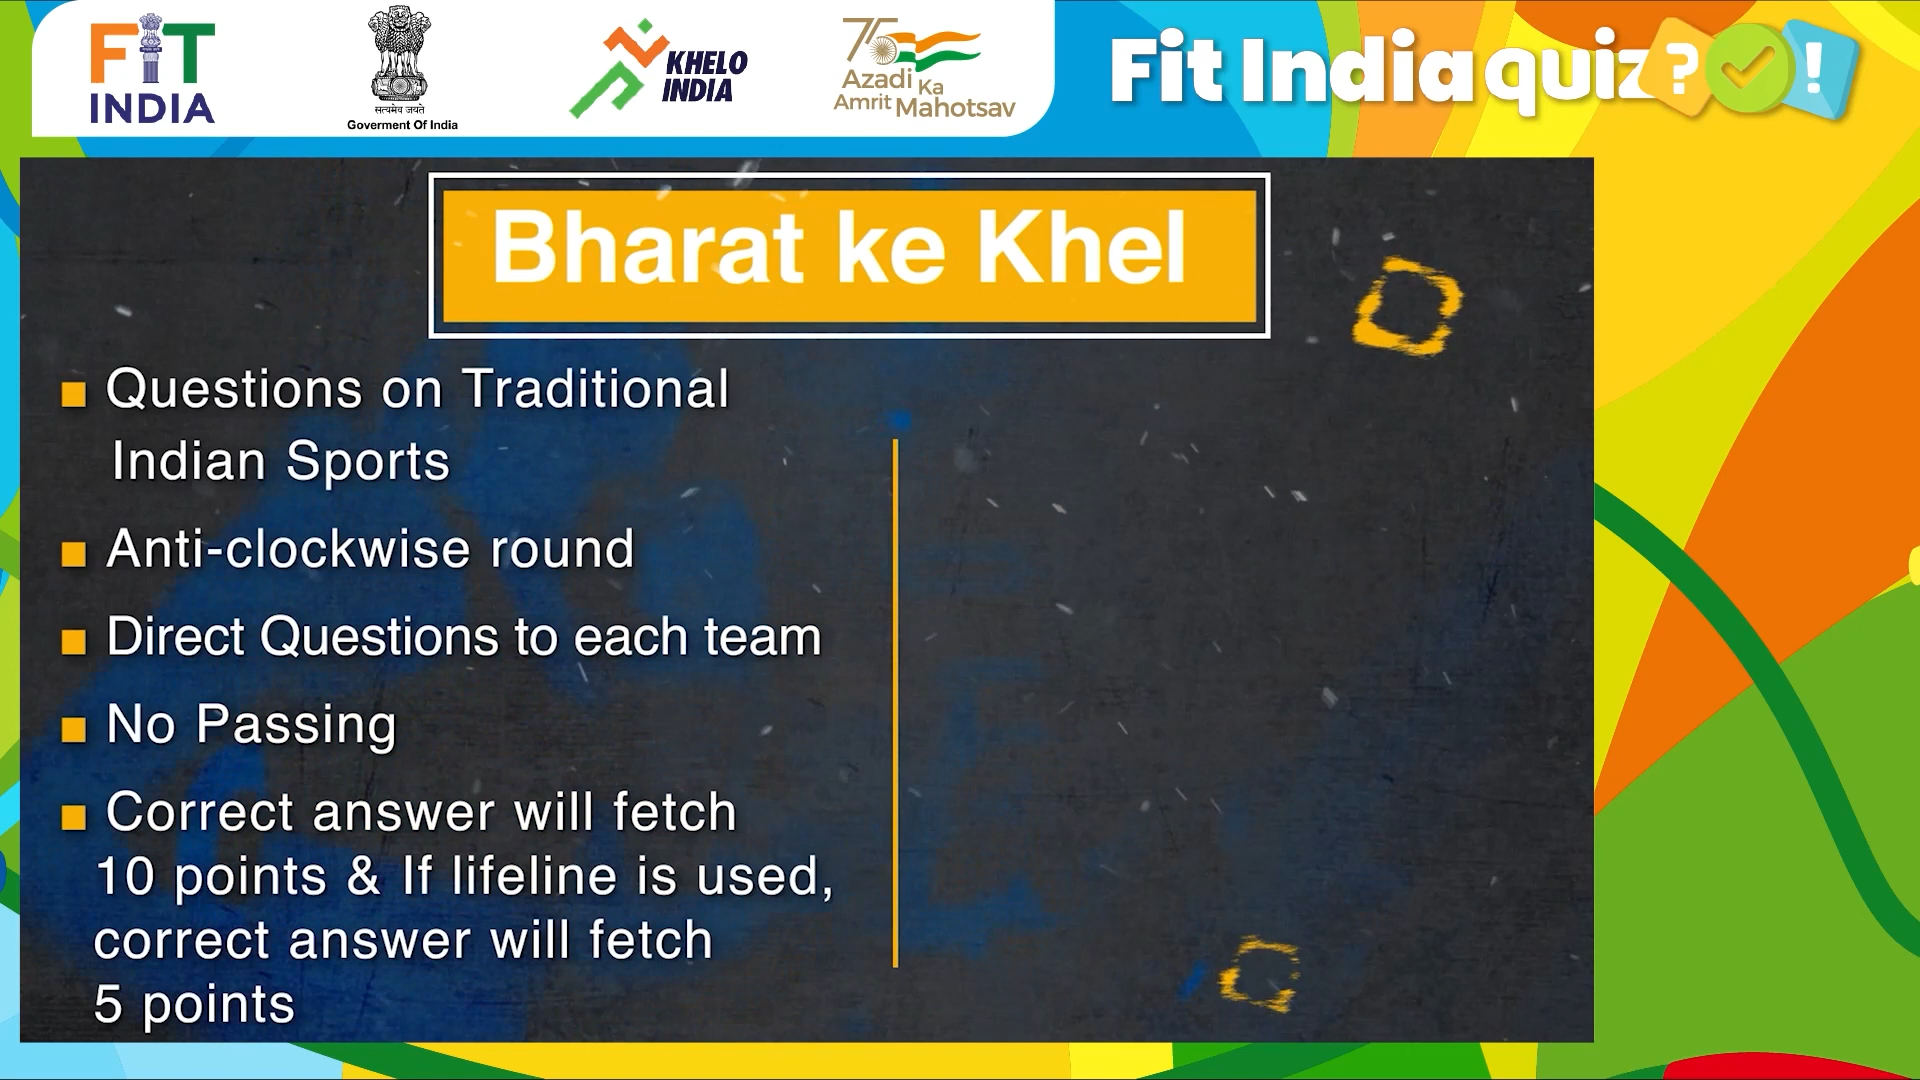 FIT
INDIA
सत्यमेव जयते
Goverment Of India
KHELO
INDIA
75
Azadi Ka
Amrit Mahotsav
Fit India quiz ? !
Bharat ke Khel
Questions on Traditional
Indian Sports
Anti-clockwise round
Direct Questions to each team
No Passing
Correct answer will fetch
10 points & If lifeline is used,
correct answer will fetch
5 points